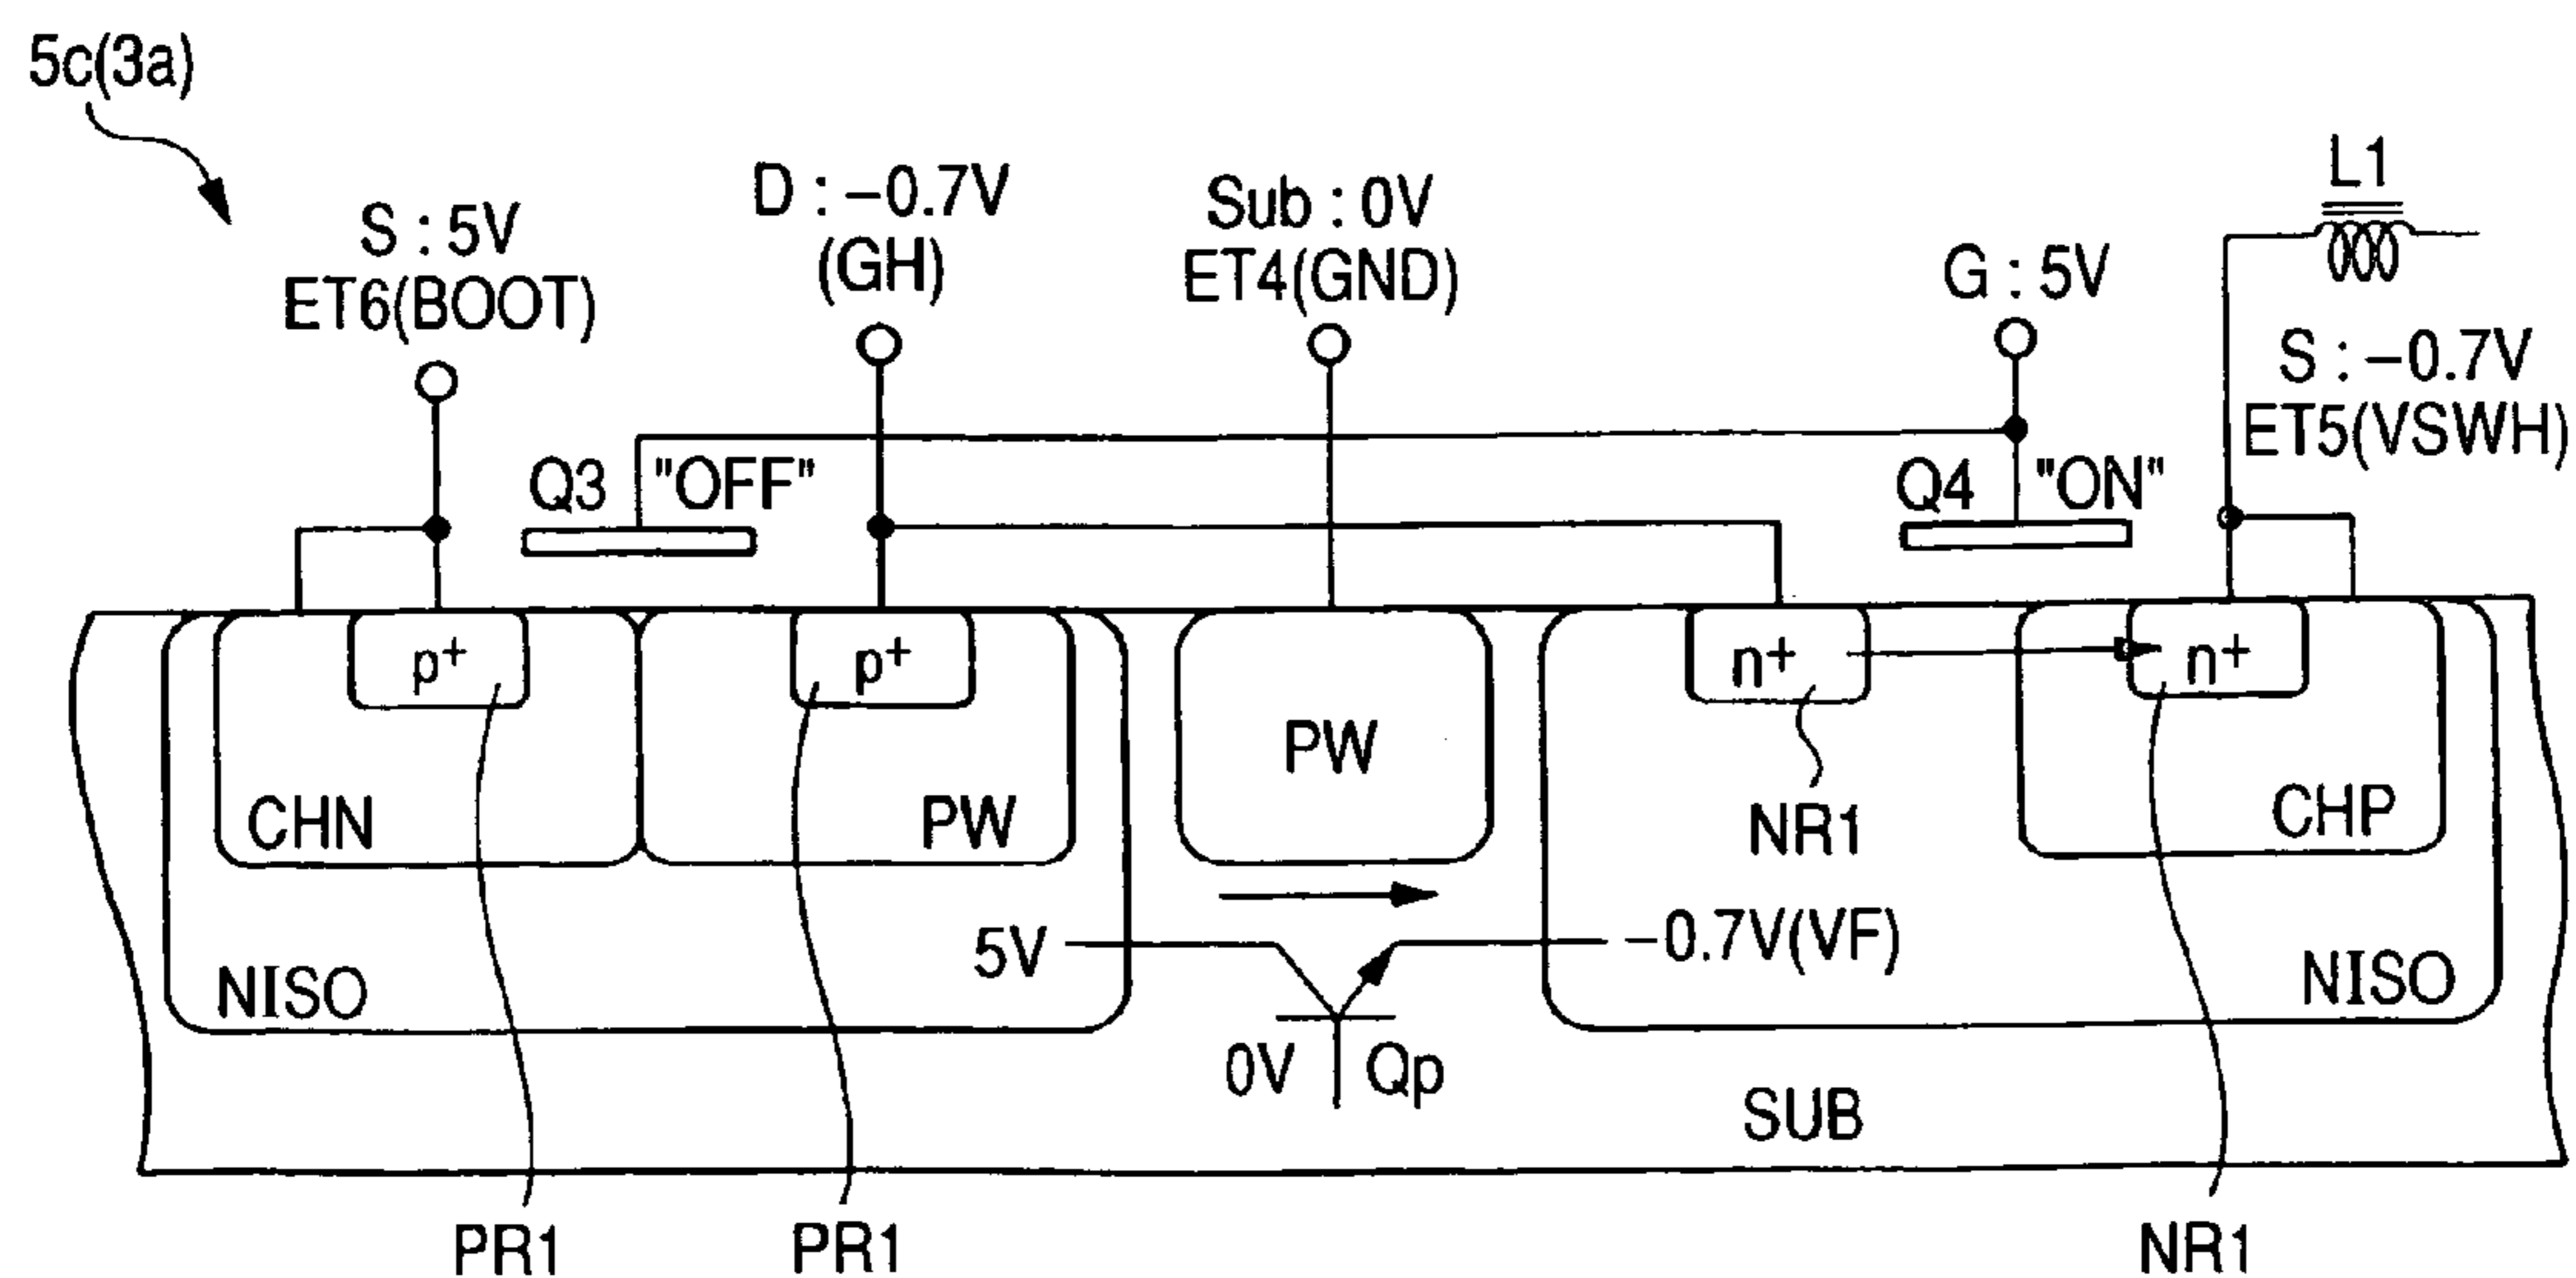 5c(3a)
S : 5V
ET6(BOOT)
D : –0.7V
(GH)
Sub : 0V
ET4(GND)
G : 5V
L1
S : –0.7V
ET5(VSWH)
Q3 "OFF"
Q4 "ON"
p+
p+
n+
n+
CHN
PW
PW
NR1
CHP
NISO
5V
–0.7V(VF)
NISO
0V
Qp
SUB
PR1
PR1
NR1